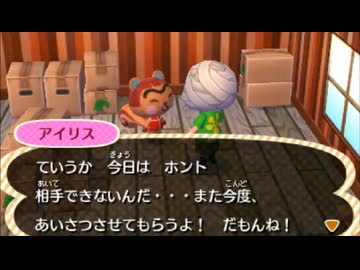 アイリス
ていうか 今日は ホント
相手できないんだ・・・また今度、
あいさつさせてもらうよ! だもんね!